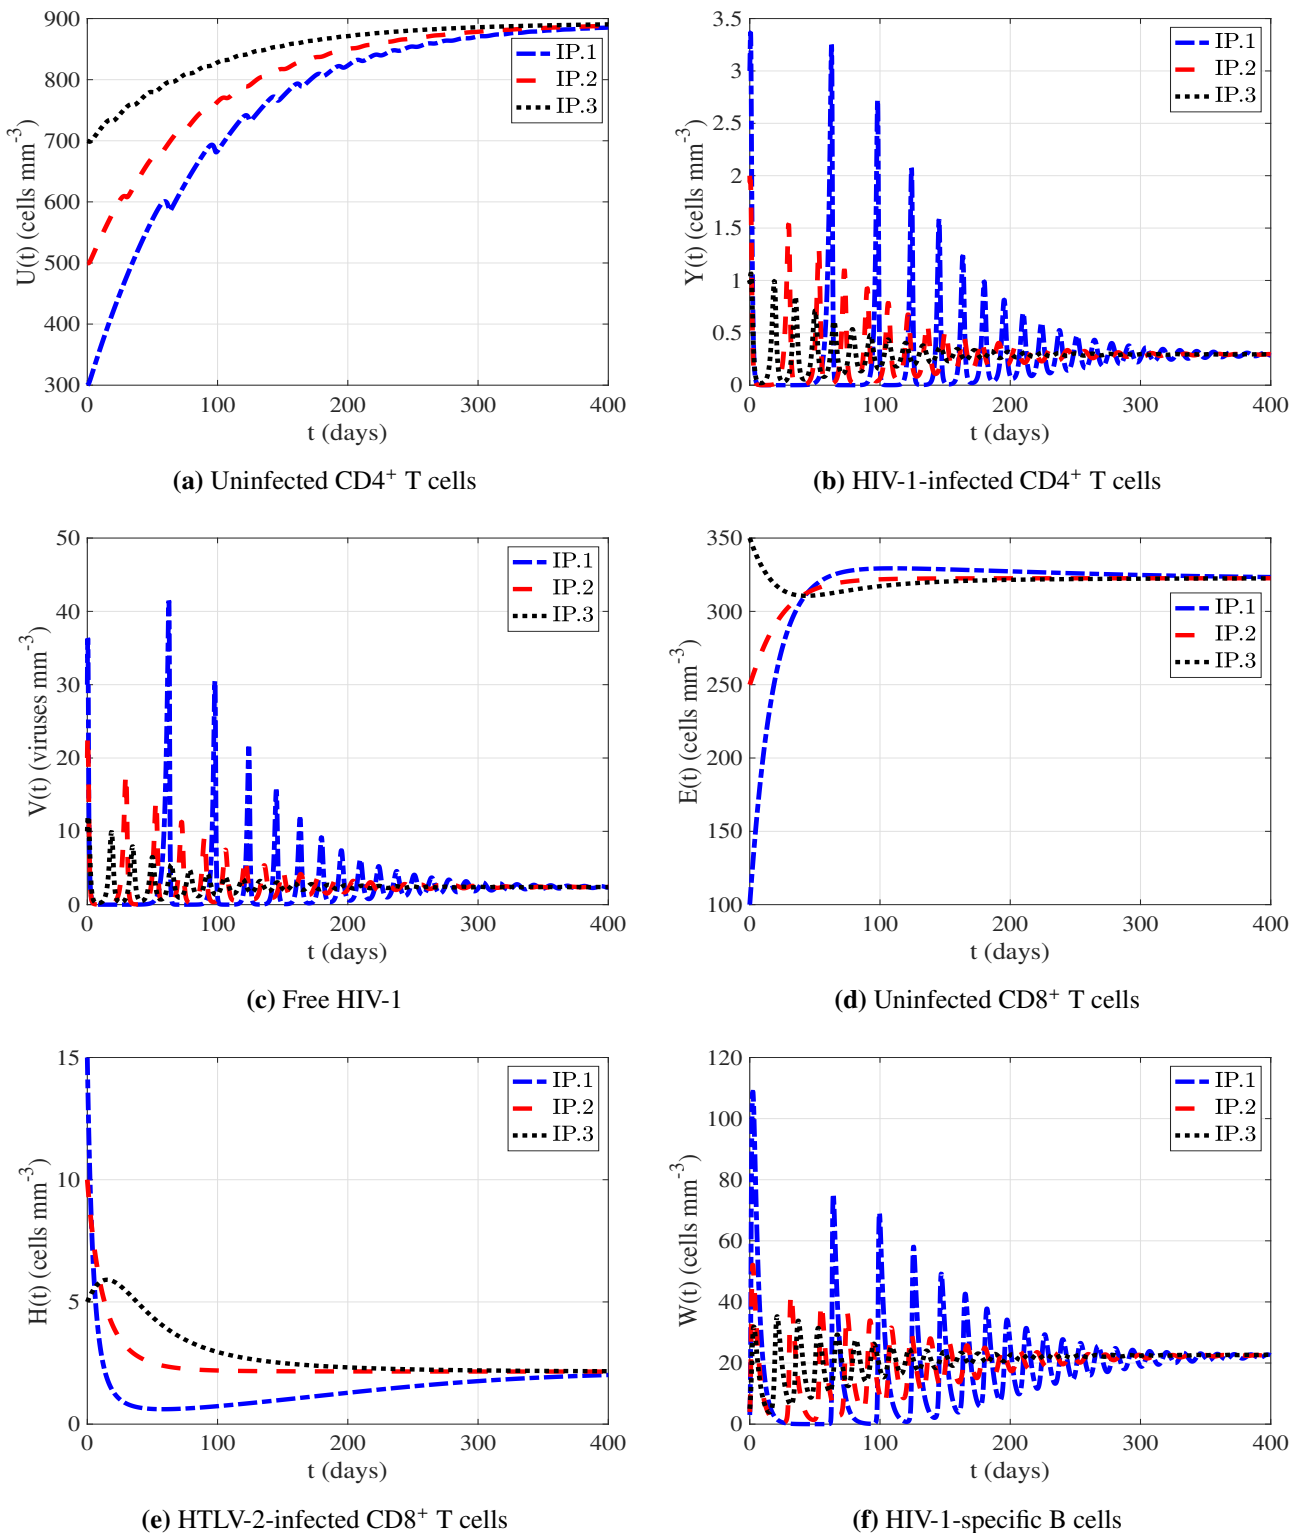 900
800
700
600
500
400
300
U(t) (cells mm⁻³)
IP.1
IP.2
IP.3
0 100 200 300 400
t (days)
(a) Uninfected CD4⁺ T cells
3.5
3
2.5
2
1.5
1
0.5
0
Y(t) (cells mm⁻³)
IP.1
IP.2
IP.3
0 100 200 300 400
t (days)
(b) HIV-1-infected CD4⁺ T cells
50
40
30
20
10
0
V(t) (viruses mm⁻³)
IP.1
IP.2
IP.3
0 100 200 300 400
t (days)
(c) Free HIV-1
350
300
250
200
150
100
E(t) (cells mm⁻³)
IP.1
IP.2
IP.3
0 100 200 300 400
t (days)
(d) Uninfected CD8⁺ T cells
15
10
5
0
H(t) (cells mm⁻³)
IP.1
IP.2
IP.3
0 100 200 300 400
t (days)
(e) HTLV-2-infected CD8⁺ T cells
120
100
80
60
40
20
0
W(t) (cells mm⁻³)
IP.1
IP.2
IP.3
0 100 200 300 400
t (days)
(f) HIV-1-specific B cells